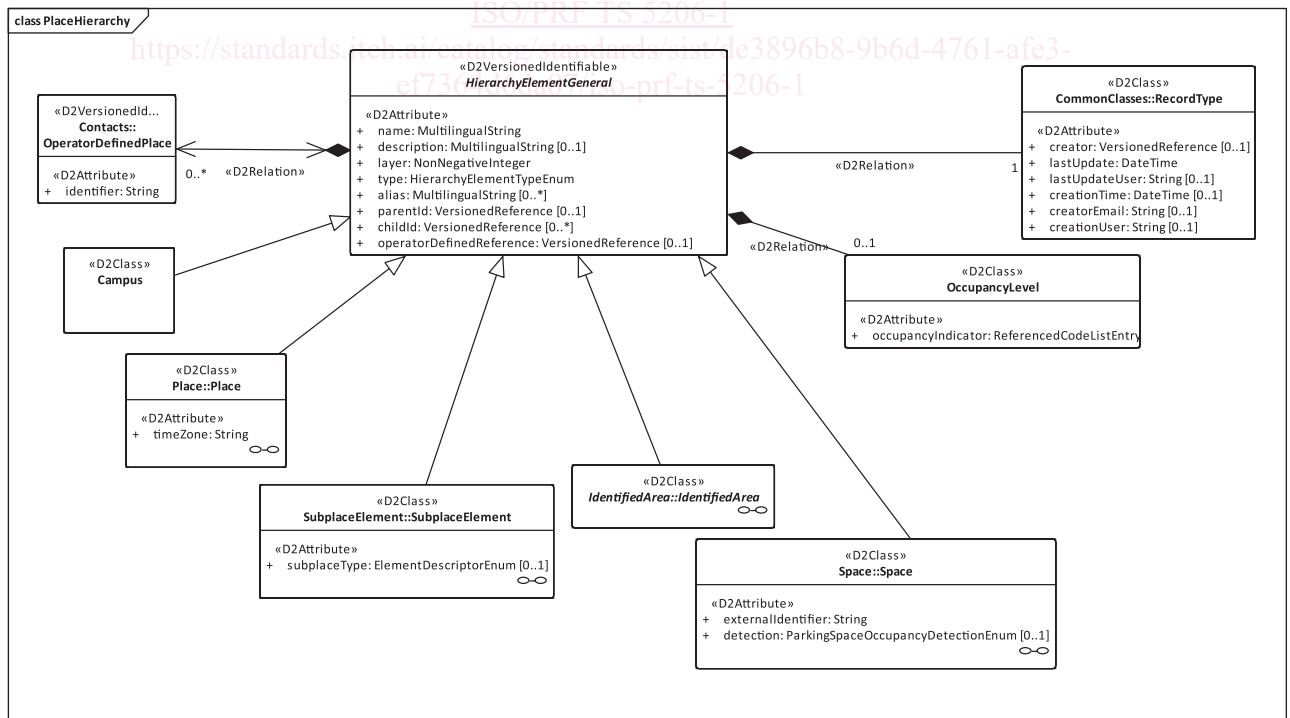 class PlaceHierarchy
ISO/PRF TS 5206-1
https://standards.iteh.ai/catalog/standards/sist/de3896b8-9b6d-4761-afe3-
iso-prf-ts-5206-1
«D2VersionedIdentifiable»
HierarchyElementGeneral
«D2Attribute»
+ name: MultilingualString
+ description: MultilingualString [0..1]
+ layer: NonNegativeInteger
+ type: HierarchyElementTypeEnum
+ alias: MultilingualString [0..*]
+ parentId: VersionedReference [0..1]
+ childId: VersionedReference [0..*]
+ operatorDefinedReference: VersionedReference [0..1]
«D2VersionedId...
Contacts::
OperatorDefinedPlace
«D2Attribute»
+ identifier: String
0..*
«D2Relation»
«D2Relation»
1
«D2Class»
CommonClasses::RecordType
«D2Attribute»
+ creator: VersionedReference [0..1]
+ lastUpdate: DateTime
+ lastUpdateUser: String [0..1]
+ creationTime: DateTime [0..1]
+ creatorEmail: String [0..1]
+ creationUser: String [0..1]
«D2Relation»
0..1
«D2Class»
OccupancyLevel
«D2Attribute»
+ occupancyIndicator: ReferencedCodeListEntry
«D2Class»
Campus
«D2Class»
Place::Place
«D2Attribute»
+ timeZone: String
«D2Class»
SubplaceElement::SubplaceElement
«D2Attribute»
+ subplaceType: ElementDescriptorEnum [0..1]
«D2Class»
IdentifiedArea::IdentifiedArea
«D2Class»
Space::Space
«D2Attribute»
+ externalIdentifier: String
+ detection: ParkingSpaceOccupancyDetectionEnum [0..1]